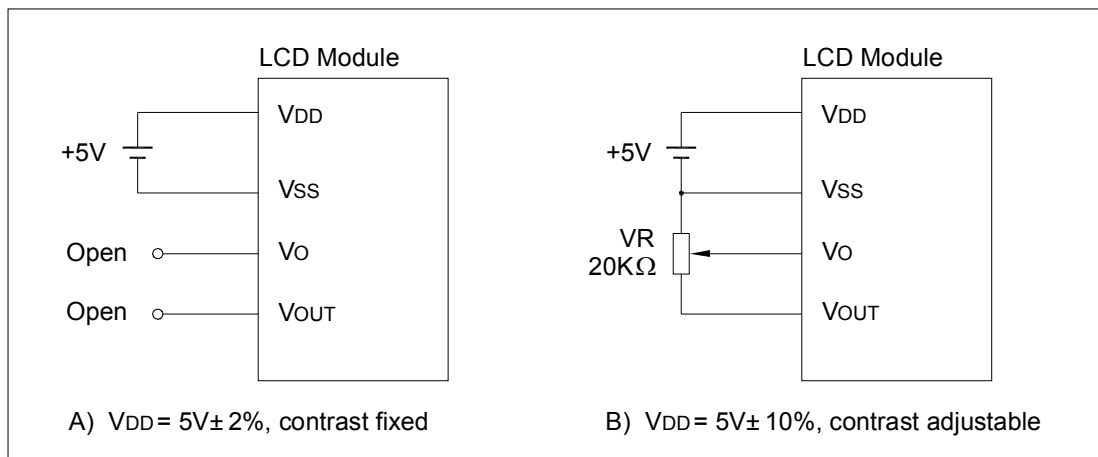 LCD Module
VDD
+5V
VSS
Open
VO
Open
VOUT
A) VDD = 5V± 2%, contrast fixed
LCD Module
VDD
+5V
VSS
VR
20KΩ
VO
VOUT
B) VDD = 5V± 10%, contrast adjustable